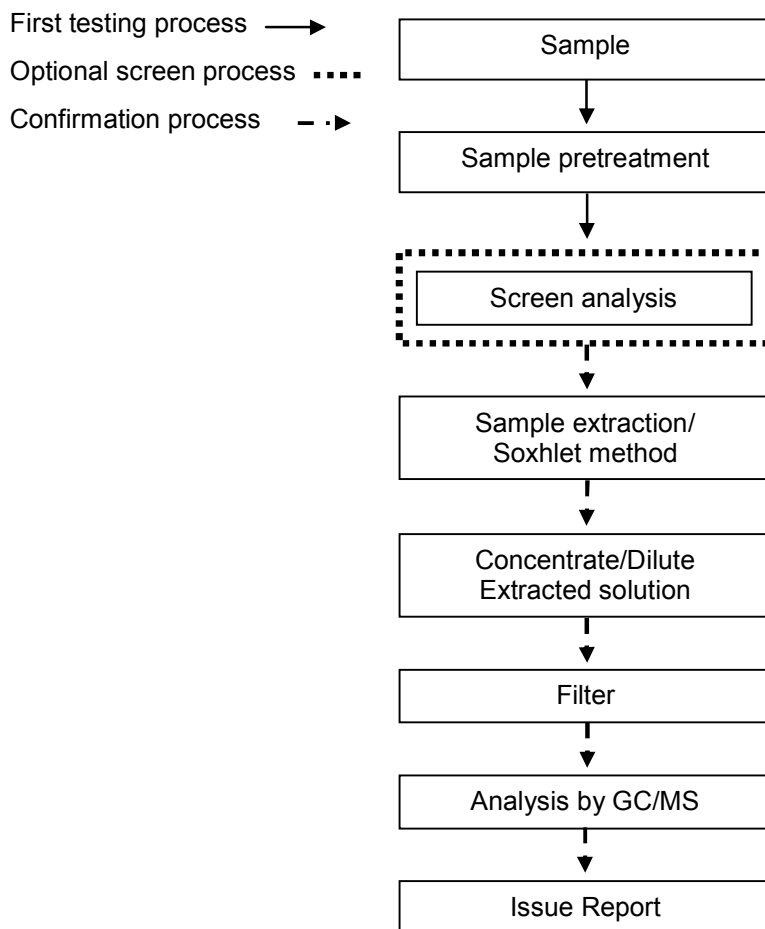 First testing process
Optional screen process
Confirmation process
Sample
Sample pretreatment
Screen analysis
Sample extraction/
Soxhlet method
Concentrate/Dilute
Extracted solution
Filter
Analysis by GC/MS
Issue Report